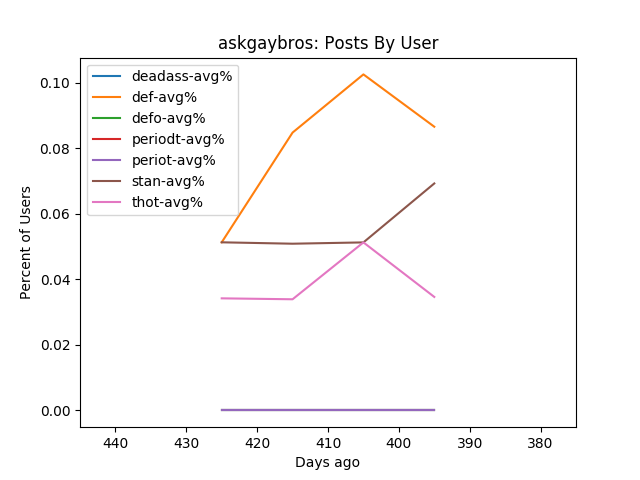 askgaybros: Posts By User
deadass-avg%
def-avg%
defo-avg%
periodt-avg%
periot-avg%
stan-avg%
thot-avg%
Percent of Users
0.10
0.08
0.06
0.04
0.02
0.00
440 430 420 410 400 390 380
Days ago